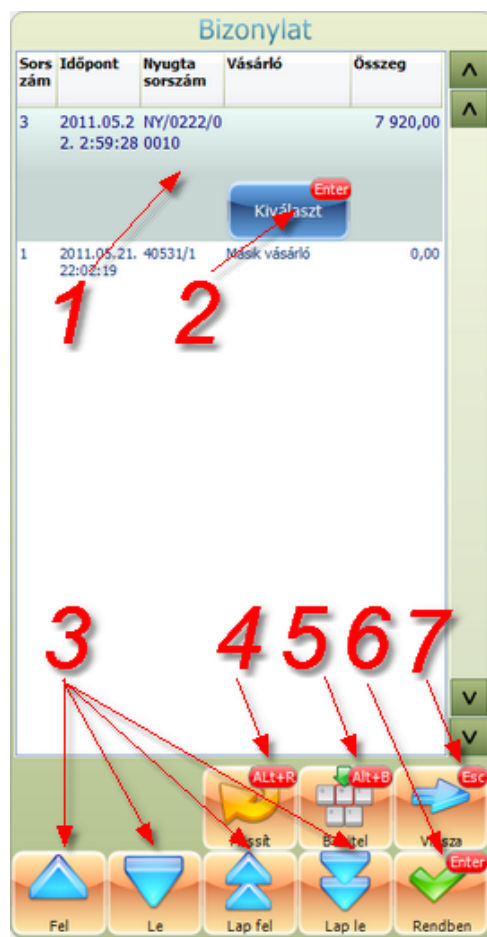 Bizonylat
Sors Időpont Nyugta Vásárló Összeg
zám sorszám
3 2011.05.2 NY/0222/0 7 920,00
2. 2:59:28 0010
Enter
Kiválaszt
1 2011.05.21. 40531/1 Másik vásárló 0,00
22:02:19
1 2
3 4 5 6 7
ALt+R Alt+B Esc
Vissza
Enter
Fel Le Lap fel Lap le Rendben